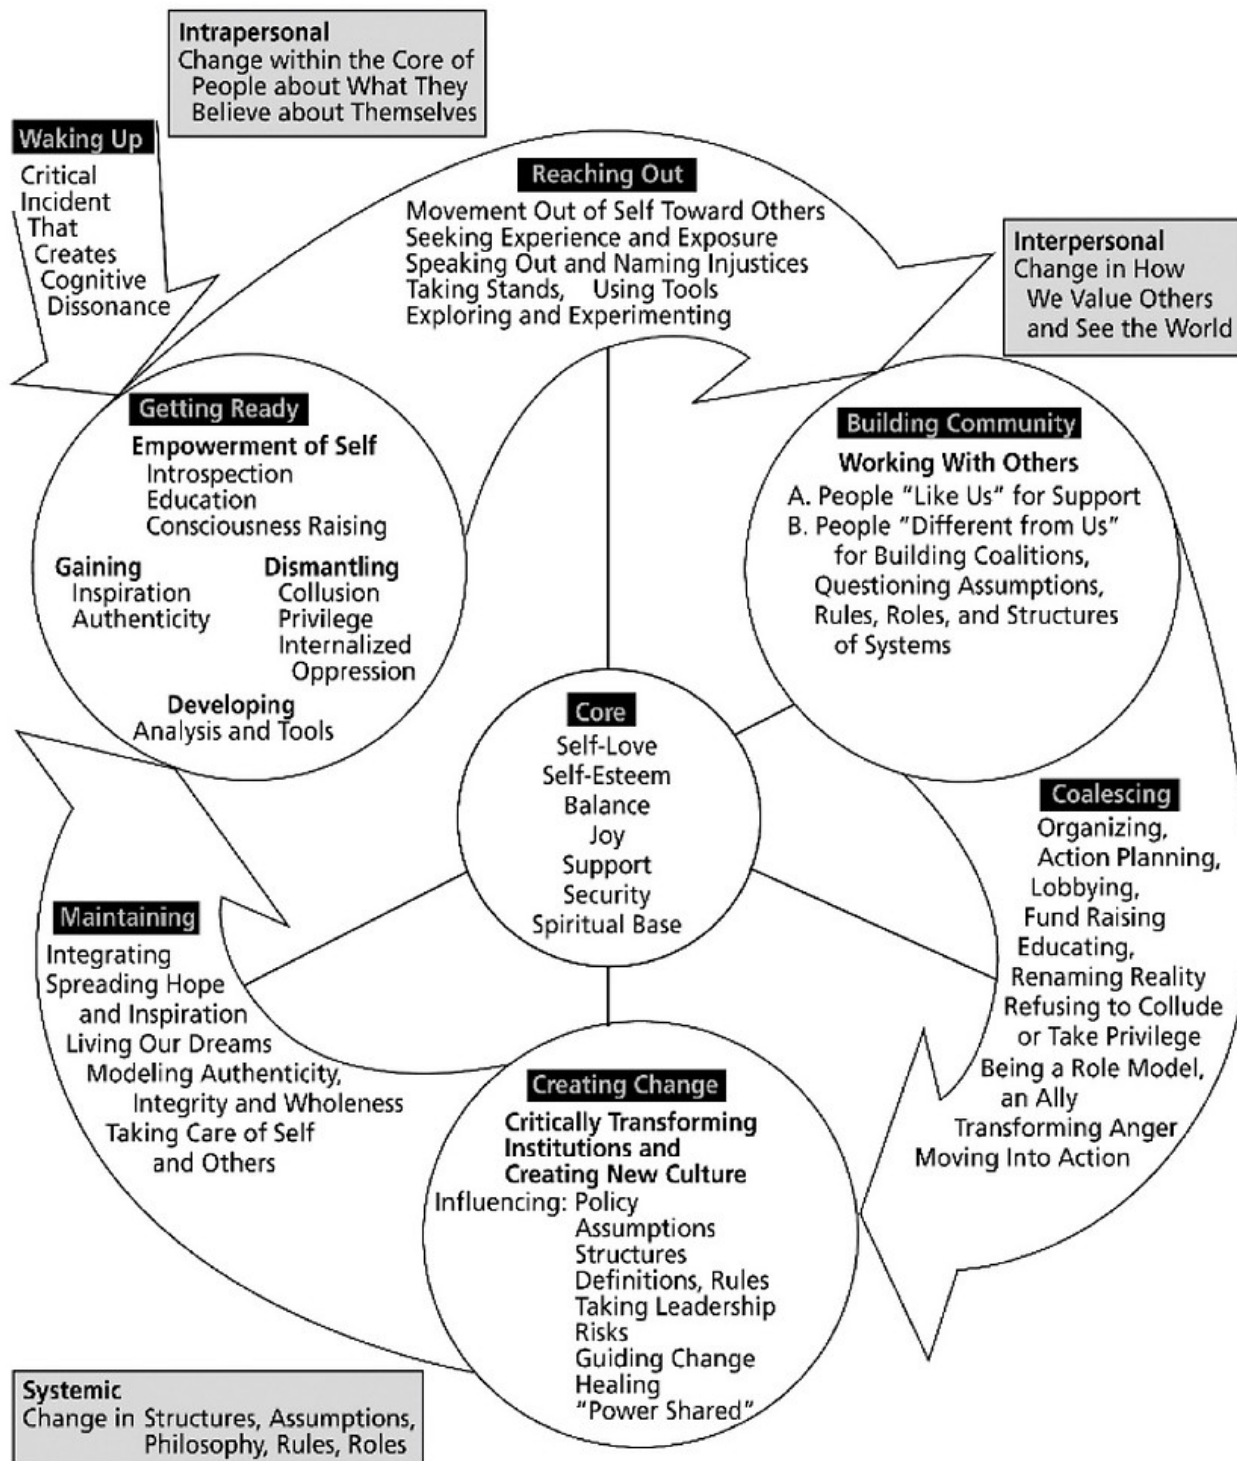 Intrapersonal
Change within the Core of
People about What They
Believe about Themselves
Waking Up
Critical
Incident
That
Creates
Cognitive
Dissonance
Reaching Out
Movement Out of Self Toward Others
Seeking Experience and Exposure
Speaking Out and Naming Injustices
Taking Stands, Using Tools
Exploring and Experimenting
Interpersonal
Change in How
We Value Others
and See the World
Getting Ready
Empowerment of Self
Introspection
Education
Consciousness Raising
Gaining
Inspiration
Authenticity
Dismantling
Collusion
Privilege
Internalized
Oppression
Developing
Analysis and Tools
Building Community
Working With Others
A. People “Like Us” for Support
B. People “Different from Us”
for Building Coalitions,
Questioning Assumptions,
Rules, Roles, and Structures
of Systems
Core
Self-Love
Self-Esteem
Balance
Joy
Support
Security
Spiritual Base
Coalescing
Organizing,
Action Planning,
Lobbying,
Fund Raising
Educating,
Renaming Reality
Refusing to Collude
or Take Privilege
Being a Role Model,
an Ally
Transforming Anger
Moving Into Action
Maintaining
Integrating
Spreading Hope
and Inspiration
Living Our Dreams
Modeling Authenticity,
Integrity and Wholeness
Taking Care of Self
and Others
Creating Change
Critically Transforming
Institutions and
Creating New Culture
Influencing: Policy
Assumptions
Structures
Definitions, Rules
Taking Leadership
Risks
Guiding Change
Healing
“Power Shared”
Systemic
Change in Structures, Assumptions,
Philosophy, Rules, Roles